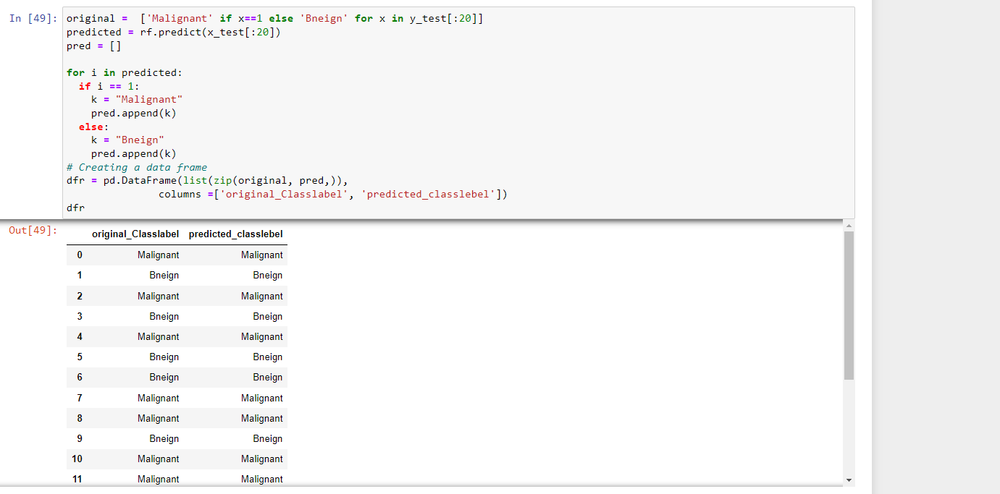 In [49]: original =  ['Malignant' if x==1 else 'Bneign' for x in y_test[:20]]
predicted = rf.predict(x_test[:20])
pred = []
for i in predicted:
if i == 1:
k = "Malignant"
pred.append(k)
else:
k = "Bneign"
pred.append(k)
# Creating a data frame
dfr = pd.DataFrame(list(zip(original, pred,)),
columns =['original_Classlabel', 'predicted_classlebel'])
dfr
Out[49]: original_Classlabel predicted_classlebel
0 Malignant Malignant
1 Bneign Bneign
2 Malignant Malignant
3 Bneign Bneign
4 Malignant Malignant
5 Bneign Bneign
6 Bneign Bneign
7 Malignant Malignant
8 Malignant Malignant
9 Bneign Bneign
10 Malignant Malignant
11 Malignant Malignant